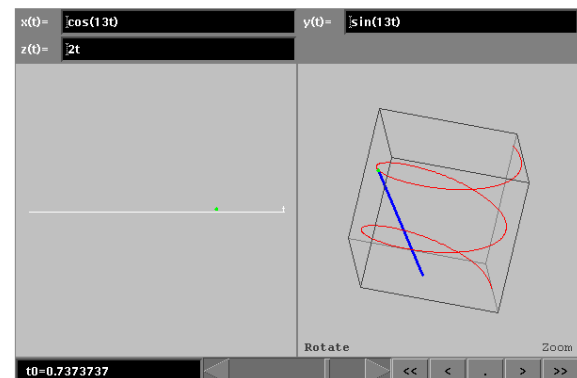 x(t)= cos(13t) y(t)= sin(13t)
z(t)= 2t
t
Rotate Zoom
t0=0.7373737 << < . > >>